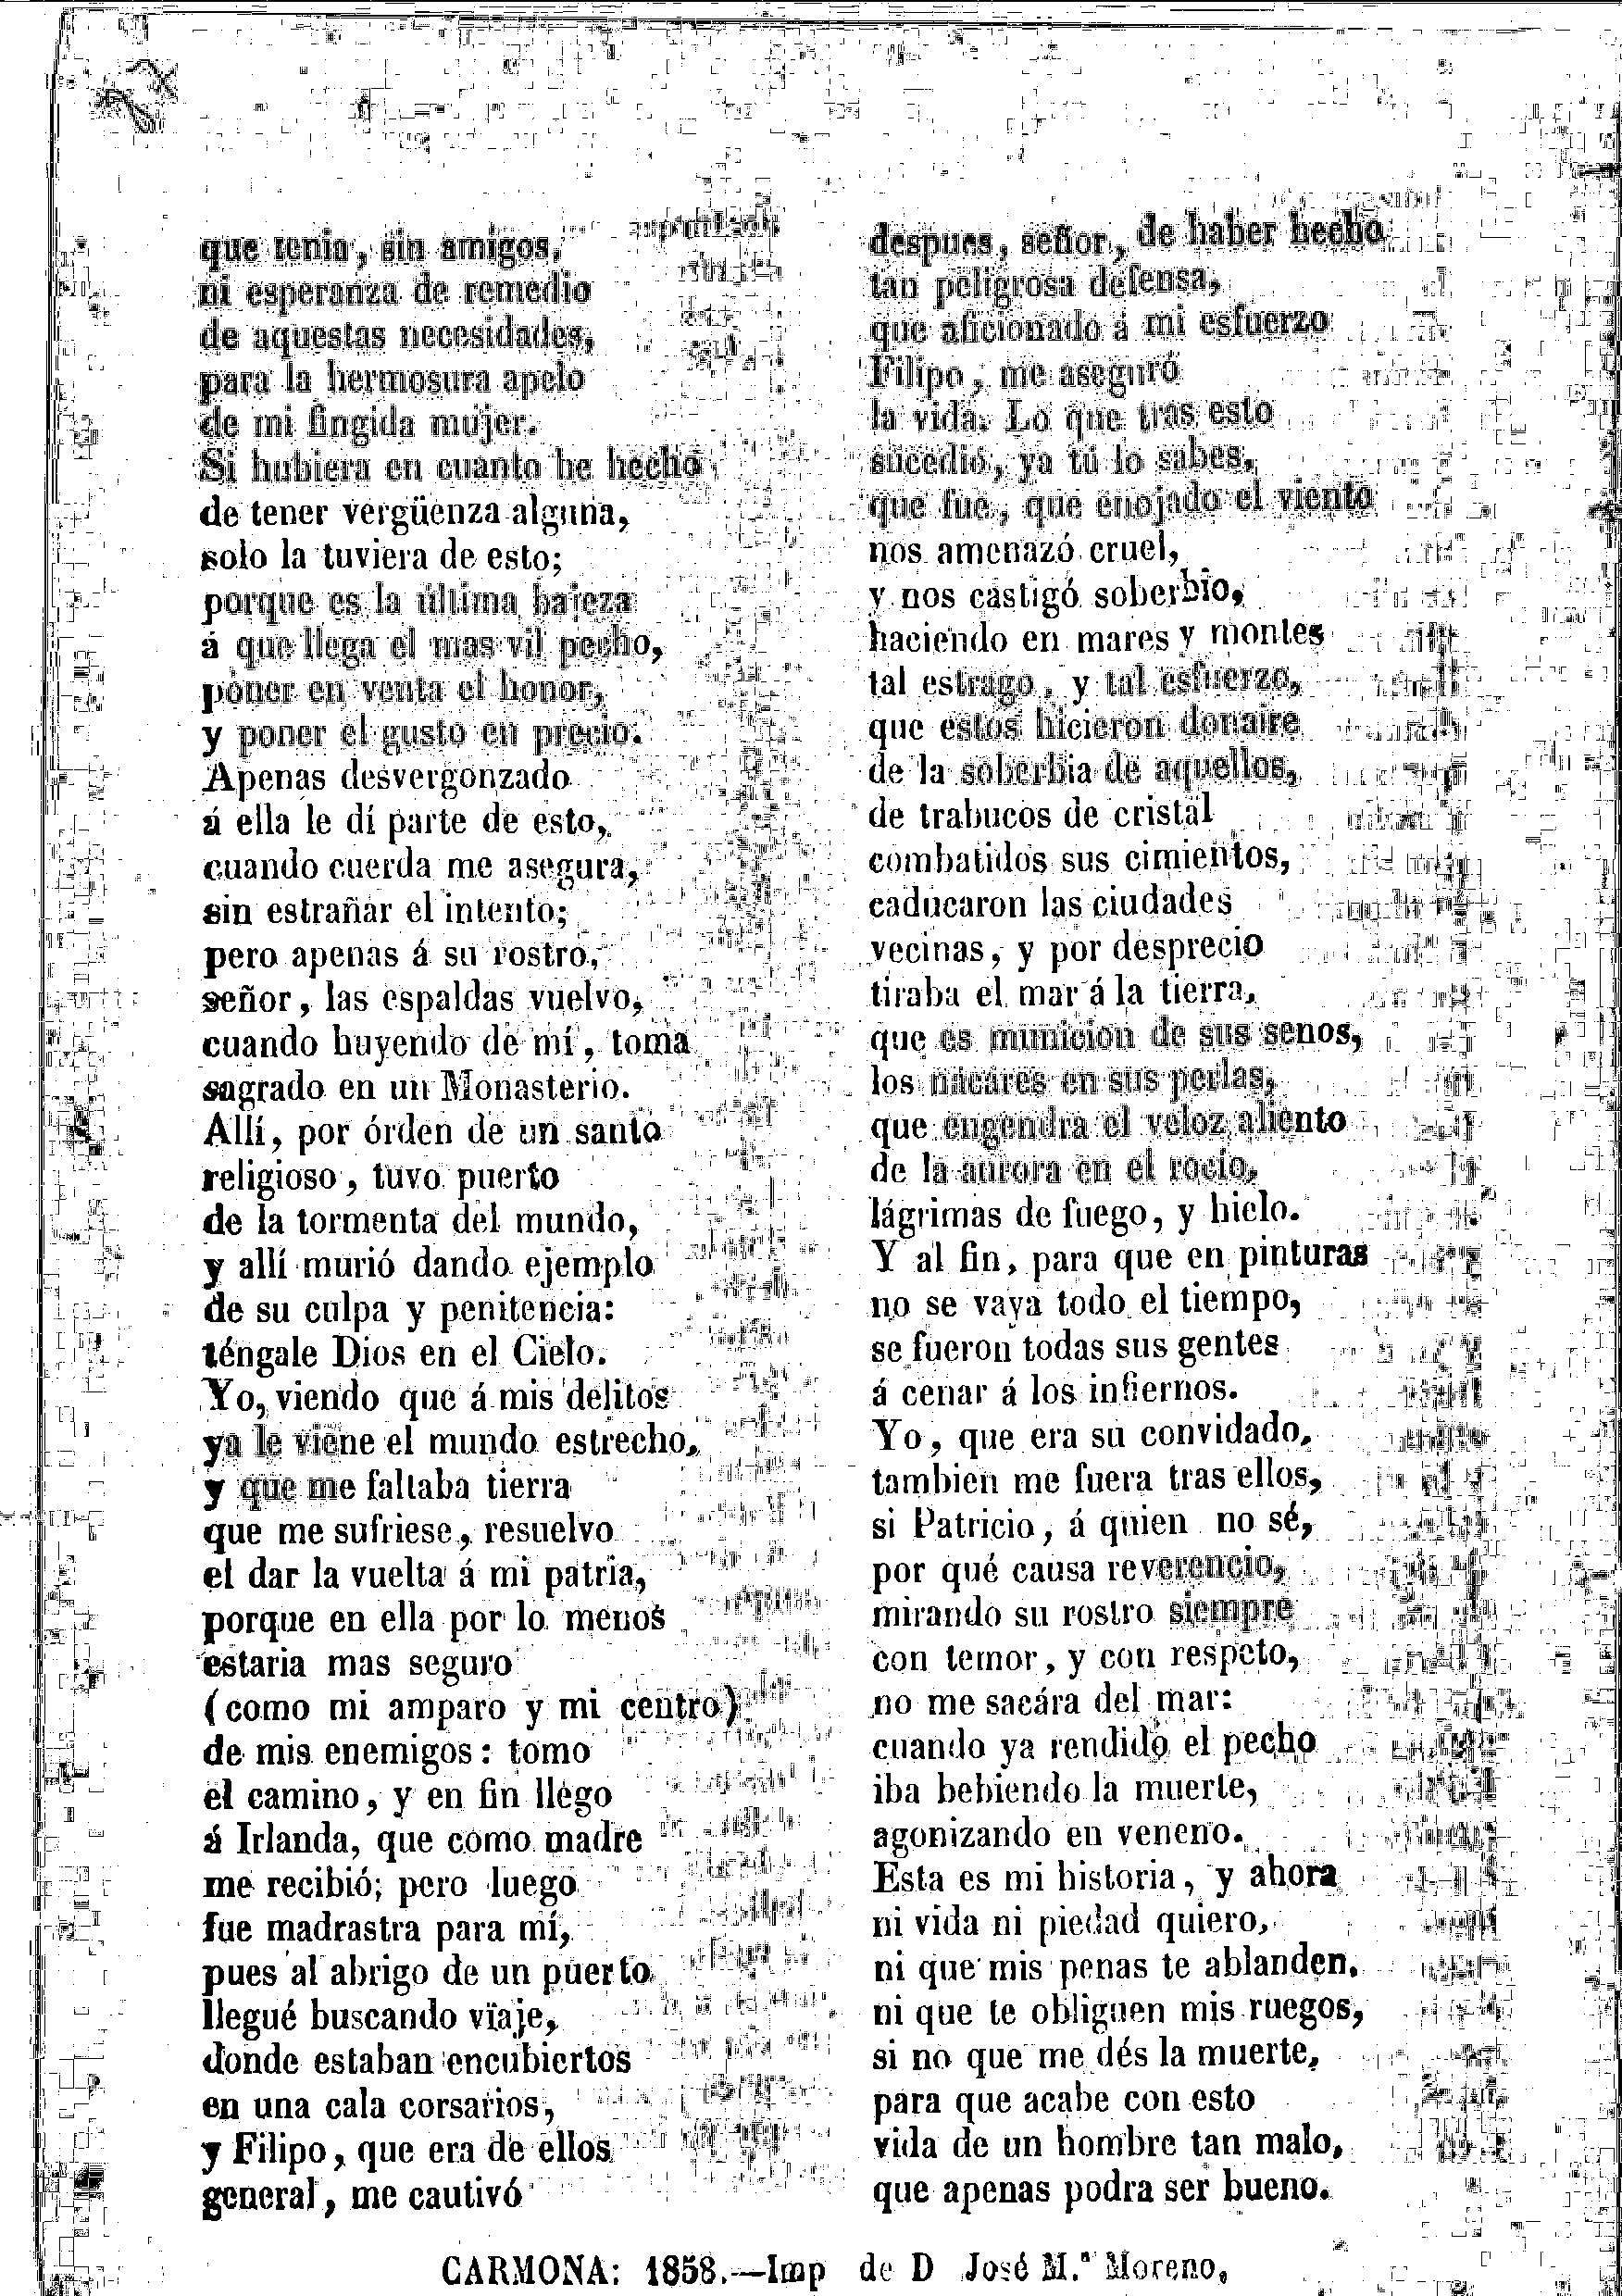 que tenia, sin amigos,
ni esperanza de remedio
de aquestas necesidades,
para la hermosura apelo
de mi fingida mujer.
Si hubiera en cuanto he hecho
de tener vergüenza alguna,
solo la tuviera de esto;
porque es la última bajeza
á que llega el mas vil pecho,
poner en venta el honor,
y poner el gusto en precio.
Apenas desvergonzado
á ella le dí parte de esto,
cuando cuerda me asegura,
sin estrañar el intento;
pero apenas á su rostro,
señor, las espaldas vuelvo,
cuando huyendo de mí, toma
sagrado en un Monasterio.
Allí, por órden de un santo
religioso, tuvo puerto
de la tormenta del mundo,
y allí murió dando ejemplo
de su culpa y penitencia:
téngale Dios en el Cielo.
Yo, viendo que á mis delitos
ya le viene el mundo estrecho,
y que me faltaba tierra
que me sufriese, resuelvo
el dar la vuelta á mi patria,
porque en ella por lo menos
estaria mas seguro
(como mi amparo y mi centro)
de mis enemigos: tomo
el camino, y en fin llego
á Irlanda, que como madre
me recibió; pero luego
fue madrastra para mí,
pues al abrigo de un puerto
llegué buscando viaje,
donde estaban encubiertos
en una cala corsarios,
y Filipo, que era de ellos
general, me cautivó
despues, señor, de haber hecho
tan peligrosa defensa,
que aficionado á mi esfuerzo
Filipo, me aseguró
la vida. Lo que tras esto
sucedió, ya tú lo sabes,
que fue, que enojado el viento
nos amenazó cruel,
y nos castigó soberbio,
haciendo en mares y montes
tal estrago, y tal esfuerzo,
que estos hicieron donaire
de la soberbia de aquellos,
de trabucos de cristal
combatidos sus cimientos,
caducaron las ciudades
vecinas, y por desprecio
tiraba el mar á la tierra,
que es municion de sus senos,
los nácares en sus perlas,
que engendra el veloz aliento
de la aurora en el rocío,
lágrimas de fuego, y hielo.
Y al fin, para que en pinturas
no se vaya todo el tiempo,
se fueron todas sus gentes
á cenar á los infiernos.
Yo, que era su convidado,
tambien me fuera tras ellos,
si Patricio, á quien no sé,
por qué causa reverencio,
mirando su rostro siempre
con temor, y con respeto,
no me sacára del mar:
cuando ya rendido el pecho
iba bebiendo la muerte,
agonizando en veneno.
Esta es mi historia, y ahora
ni vida ni piedad quiero,
ni que mis penas te ablanden,
ni que te obliguen mis ruegos,
si no que me dés la muerte,
para que acabe con esto
vida de un hombre tan malo,
que apenas podra ser bueno.
CARMONA: 1858.—Imp de D José M.ª Moreno,